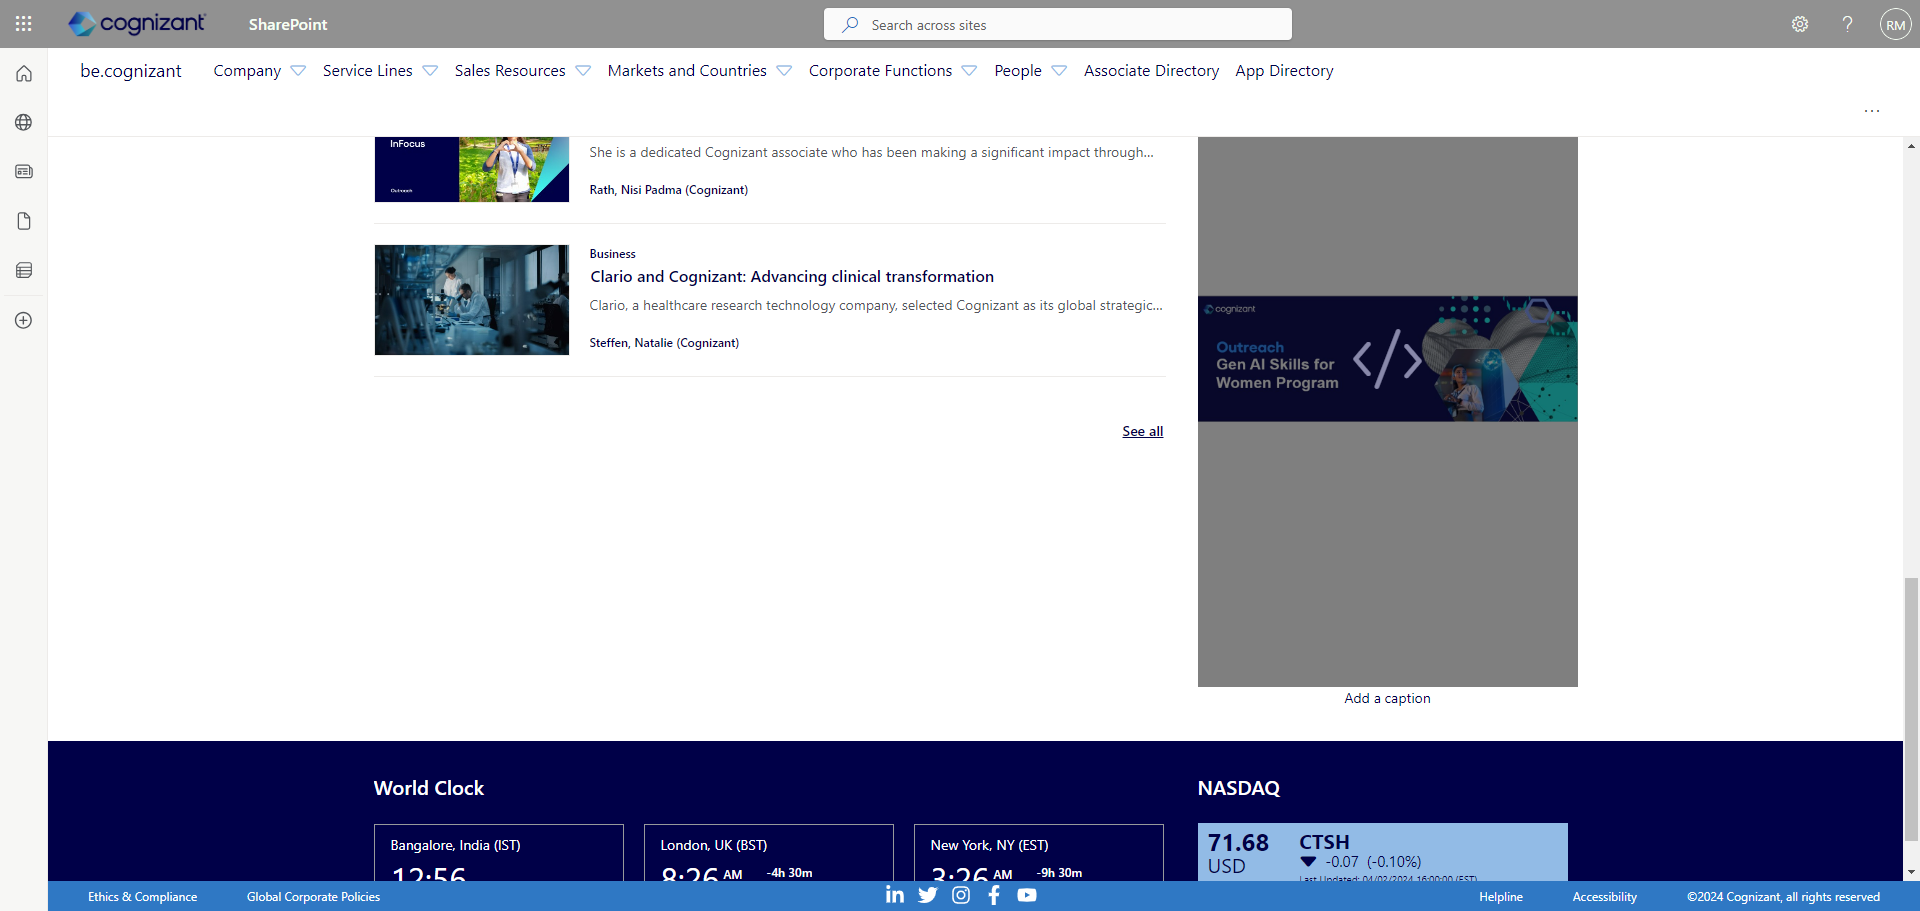 cognizant
SharePoint
Search across sites
RM
be.cognizant
Company
Service Lines
Sales Resources
Markets and Countries
Corporate Functions
People
Associate Directory
App Directory
...
InFocus
Outreach
She is a dedicated Cognizant associate who has been making a significant impact through...
Rath, Nisi Padma (Cognizant)
Business
Clario and Cognizant: Advancing clinical transformation
Clario, a healthcare research technology company, selected Cognizant as its global strategic...
Steffen, Natalie (Cognizant)
See all
cognizant
Outreach
Gen AI Skills for
Women Program
</>
Add a caption
World Clock
Bangalore, India (IST)
12:56
London, UK (BST)
8:26 AM -4h 30m
New York, NY (EST)
3:26 AM -9h 30m
NASDAQ
71.68
USD
CTSH
-0.07 (-0.10%)
Last Updated: 04/02/2024 16:00:00 (EST)
Ethics & Compliance
Global Corporate Policies
Helpline
Accessibility
©2024 Cognizant, all rights reserved